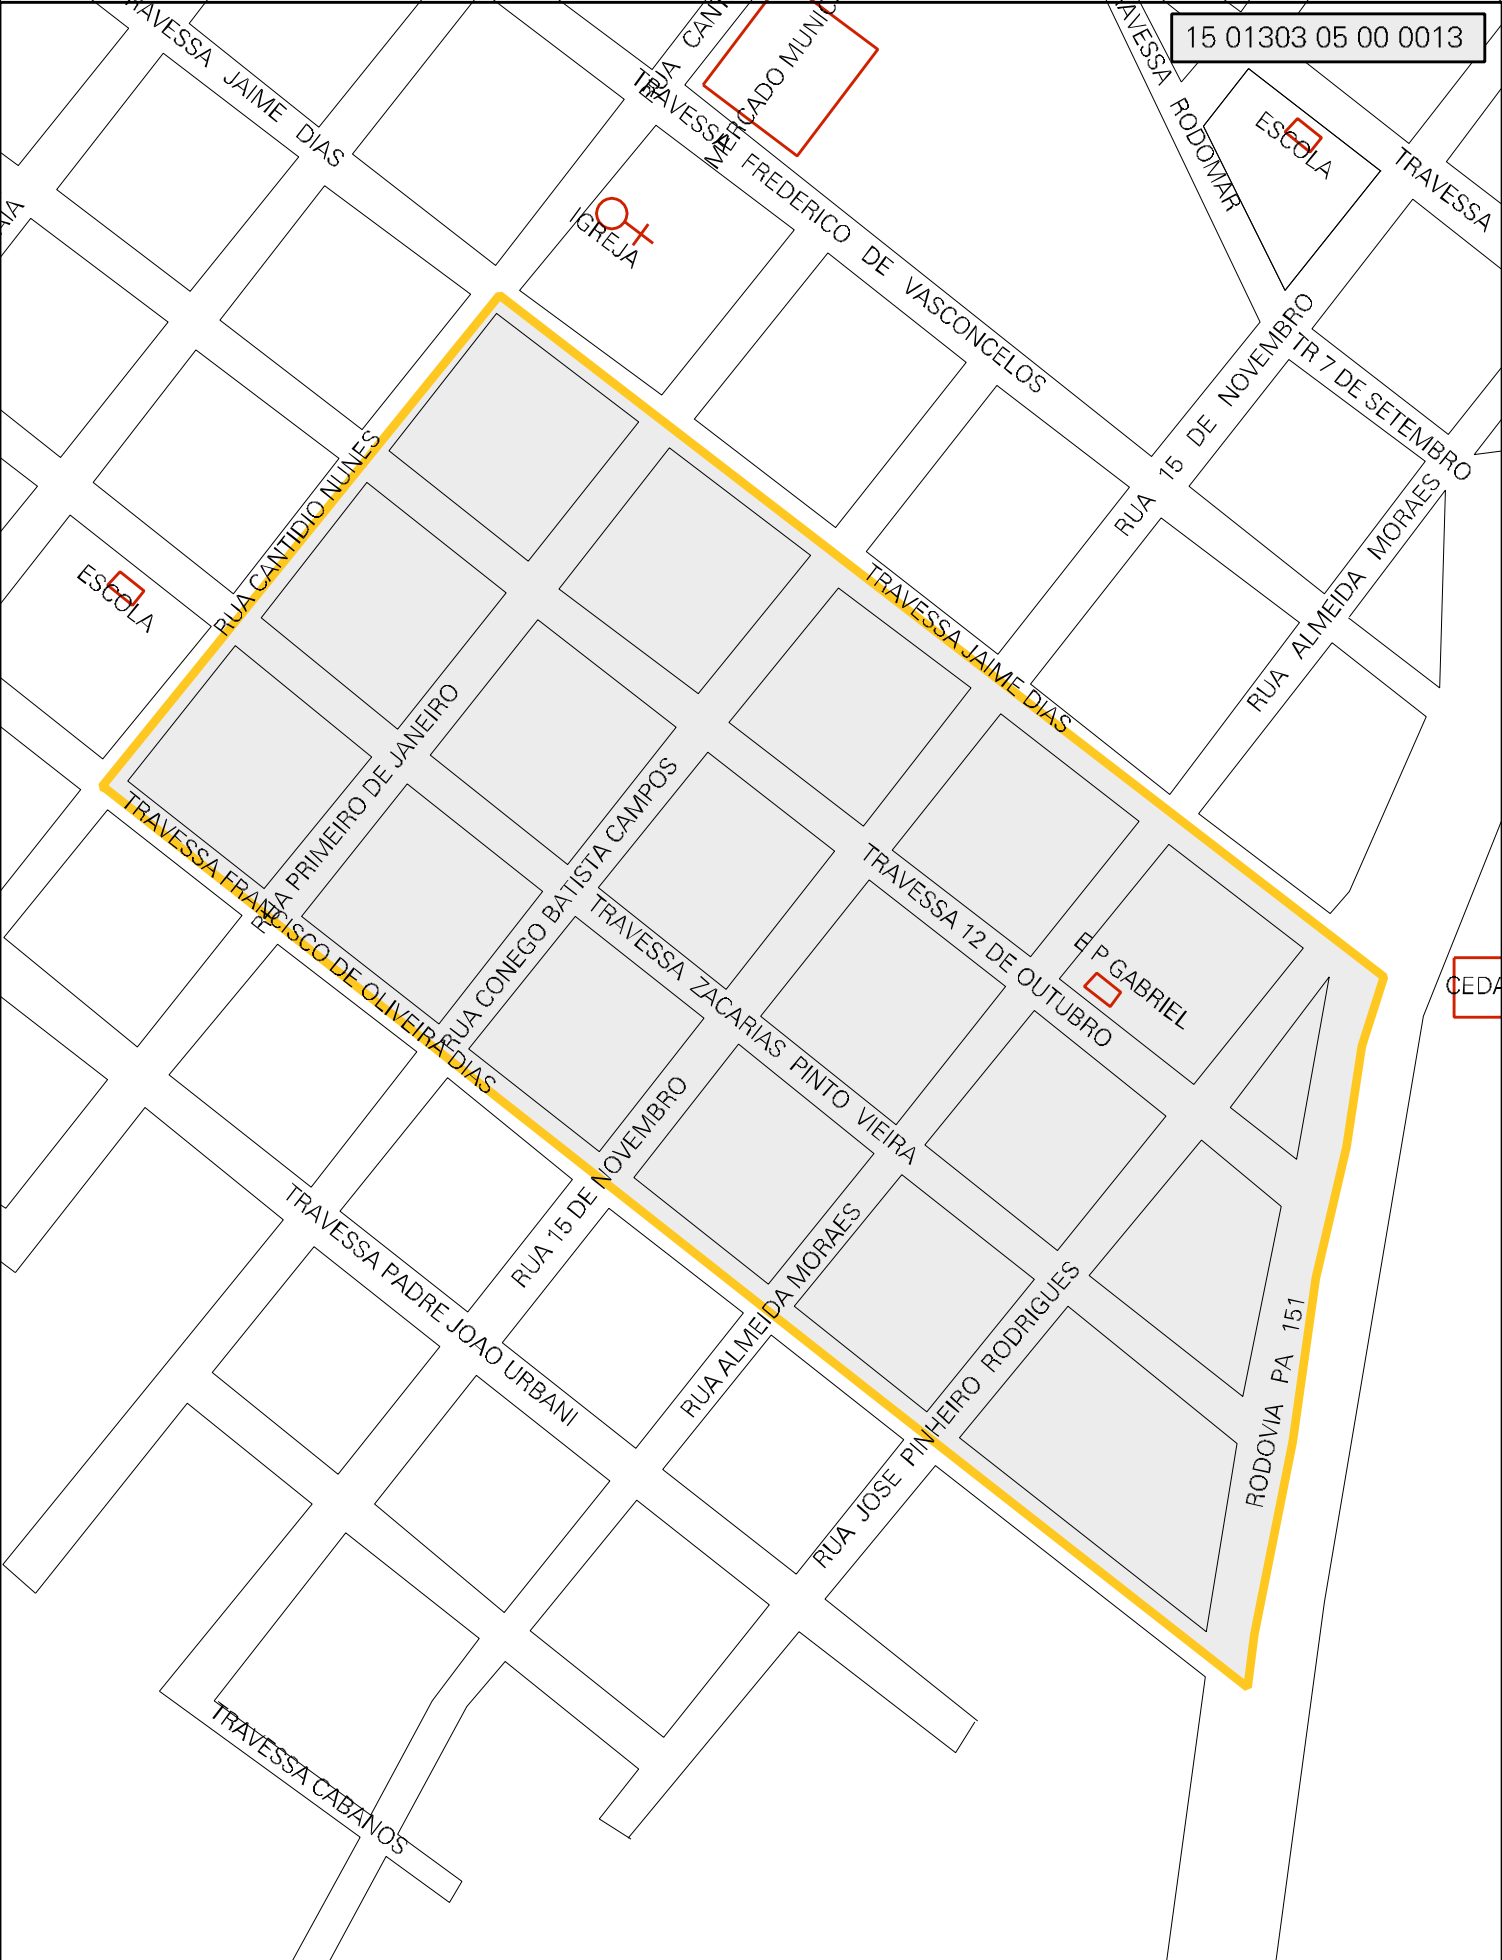 15 01303 05 00 0013
TRAVESSA JAIME DIAS
RUA CANT
MERCADO MUNIC
TRAVESSA FREDERICO DE VASCONCELOS
AVESSA RODOMAR
ESCOLA
TRAVESSA
IGREJA
AIA
RUA 15 DE NOVEMBRO
TR 7 DE SETEMBRO
RUA ALMEIDA MORAES
RUA CANTIDIO NUNES
ESCOLA
TRAVESSA JAIME DIAS
RUA PRIMEIRO DE JANEIRO
RUA CONEGO BATISTA CAMPOS
TRAVESSA FRANCISCO DE OLIVEIRA DIAS
TRAVESSA 12 DE OUTUBRO
TRAVESSA ZACARIAS PINTO VIEIRA
E P GABRIEL
CEDA
RUA 15 DE NOVEMBRO
TRAVESSA PADRE JOAO URBANI
RUA ALMEIDA MORAES
RUA JOSE PINHEIRO RODRIGUES
RODOVIA PA 151
TRAVESSA CABANOS